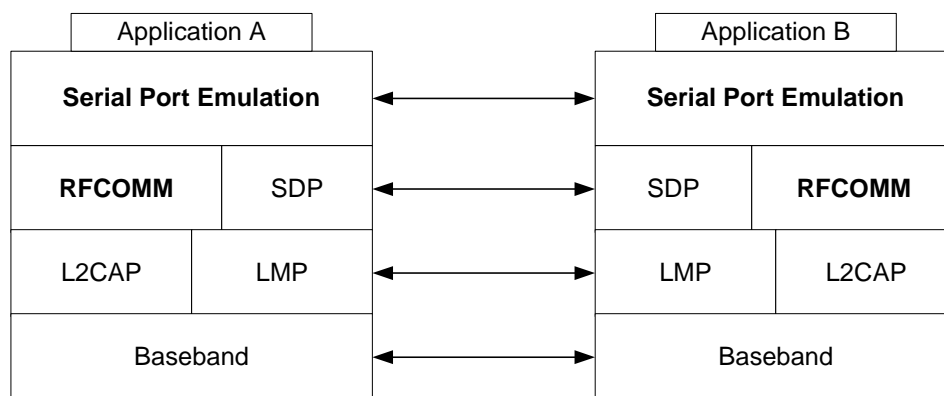 Application A
Application B
Serial Port Emulation
Serial Port Emulation
RFCOMM
SDP
SDP
RFCOMM
L2CAP
LMP
LMP
L2CAP
Baseband
Baseband